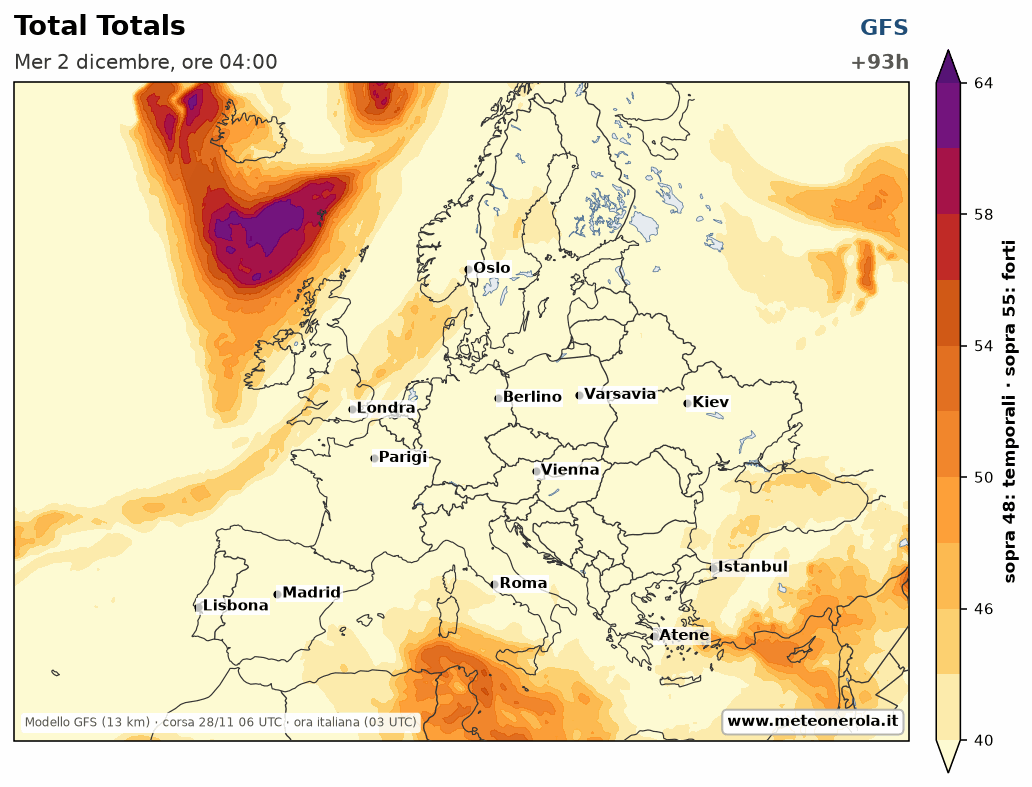 Total Totals
GFS
Mer 2 dicembre, ore 04:00
+93h
64
58
54
50
46
40
sopra 48: temporali · sopra 55: forti
Oslo
Berlino
Varsavia
Kiev
Londra
Parigi
Vienna
Istanbul
Roma
Madrid
Lisbona
Atene
Modello GFS (13 km) · corsa 28/11 06 UTC · ora italiana (03 UTC)
www.meteonerola.it